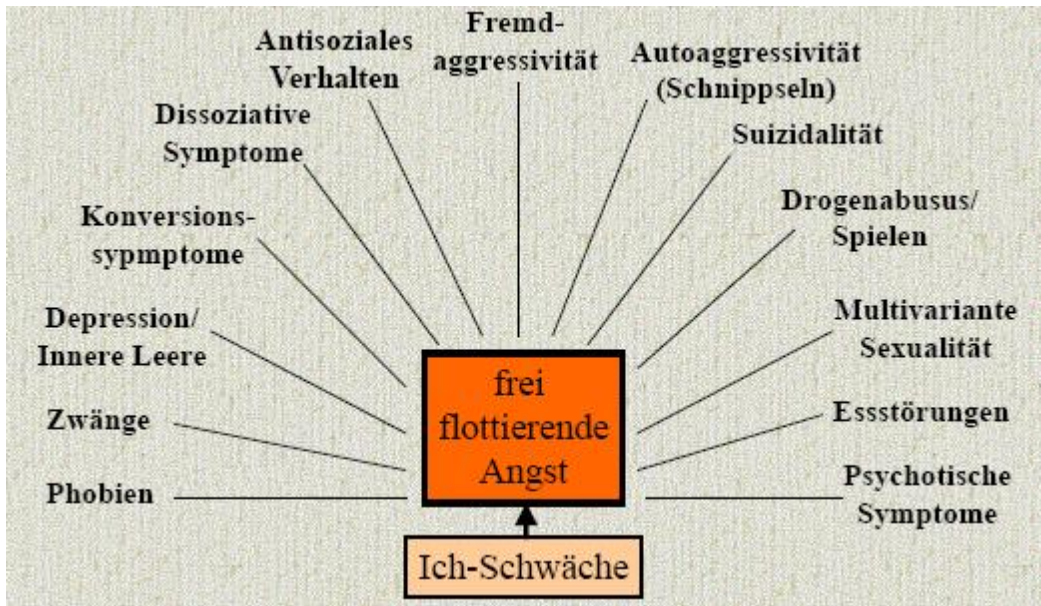 Fremd-
aggressivität
Antisoziales
Verhalten
Autoaggressivität
(Schnippseln)
Dissoziative
Symptome
Suizidalität
Konversions-
sypmptome
Drogenabusus/
Spielen
Depression/
Innere Leere
Multivariante
Sexualität
Zwänge
Essstörungen
Phobien
Psychotische
Symptome
frei
flottierende
Angst
Ich-Schwäche